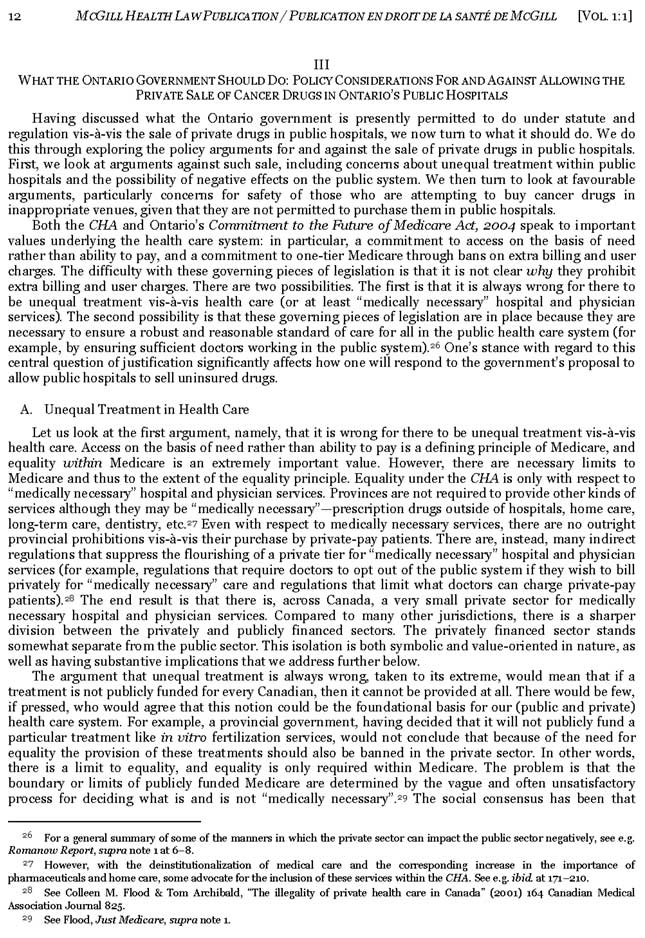 12 MCGILL HEALTH LAW PUBLICATION / PUBLICATION EN DROIT DE LA SANTÉ DE MCGILL [VOL. 1:1]
III
WHAT THE ONTARIO GOVERNMENT SHOULD DO: POLICY CONSIDERATIONS FOR AND AGAINST ALLOWING THE
PRIVATE SALE OF CANCER DRUGS IN ONTARIO'S PUBLIC HOSPITALS
Having discussed what the Ontario government is presently permitted to do under statute and
regulation vis-à-vis the sale of private drugs in public hospitals, we now turn to what it should do. We do
this through exploring the policy arguments for and against the sale of private drugs in public hospitals.
First, we look at arguments against such sale, including concerns about unequal treatment within public
hospitals and the possibility of negative effects on the public system. We then turn to look at favourable
arguments, particularly concerns for safety of those who are attempting to buy cancer drugs in
inappropriate venues, given that they are not permitted to purchase them in public hospitals.
Both the CHA and Ontario's Commitment to the Future of Medicare Act, 2004 speak to important
values underlying the health care system: in particular, a commitment to access on the basis of need
rather than ability to pay, and a commitment to one-tier Medicare through bans on extra billing and user
charges. The difficulty with these governing pieces of legislation is that it is not clear why they prohibit
extra billing and user charges. There are two possibilities. The first is that it is always wrong for there to
be unequal treatment vis-à-vis health care (or at least "medically necessary" hospital and physician
services). The second possibility is that these governing pieces of legislation are in place because they are
necessary to ensure a robust and reasonable standard of care for all in the public health care system (for
example, by ensuring sufficient doctors working in the public system).26 One's stance with regard to this
central question of justification significantly affects how one will respond to the government's proposal to
allow public hospitals to sell uninsured drugs.
A. Unequal Treatment in Health Care
Let us look at the first argument, namely, that it is wrong for there to be unequal treatment vis-à-vis
health care. Access on the basis of need rather than ability to pay is a defining principle of Medicare, and
equality within Medicare is an extremely important value. However, there are necessary limits to
Medicare and thus to the extent of the equality principle. Equality under the CHA is only with respect to
"medically necessary" hospital and physician services. Provinces are not required to provide other kinds of
services although they may be "medically necessary"—prescription drugs outside of hospitals, home care,
long-term care, dentistry, etc.27 Even with respect to medically necessary services, there are no outright
provincial prohibitions vis-à-vis their purchase by private-pay patients. There are, instead, many indirect
regulations that suppress the flourishing of a private tier for "medically necessary" hospital and physician
services (for example, regulations that require doctors to opt out of the public system if they wish to bill
privately for "medically necessary" care and regulations that limit what doctors can charge private-pay
patients).28 The end result is that there is, across Canada, a very small private sector for medically
necessary hospital and physician services. Compared to many other jurisdictions, there is a sharper
division between the privately and publicly financed sectors. The privately financed sector stands
somewhat separate from the public sector. This isolation is both symbolic and value-oriented in nature, as
well as having substantive implications that we address further below.
The argument that unequal treatment is always wrong, taken to its extreme, would mean that if a
treatment is not publicly funded for every Canadian, then it cannot be provided at all. There would be few,
if pressed, who would agree that this notion could be the foundational basis for our (public and private)
health care system. For example, a provincial government, having decided that it will not publicly fund a
particular treatment like in vitro fertilization services, would not conclude that because of the need for
equality the provision of these treatments should also be banned in the private sector. In other words,
there is a limit to equality, and equality is only required within Medicare. The problem is that the
boundary or limits of publicly funded Medicare are determined by the vague and often unsatisfactory
process for deciding what is and is not "medically necessary".29 The social consensus has been that
26 For a general summary of some of the manners in which the private sector can impact the public sector negatively, see e.g.
Romanow Report, supra note 1 at 6–8.
27 However, with the deinstitutionalization of medical care and the corresponding increase in the importance of
pharmaceuticals and home care, some advocate for the inclusion of these services within the CHA. See e.g. ibid. at 171–210.
28 See Colleen M. Flood & Tom Archibald, "The illegality of private health care in Canada" (2001) 164 Canadian Medical
Association Journal 825.
29 See Flood, Just Medicare, supra note 1.